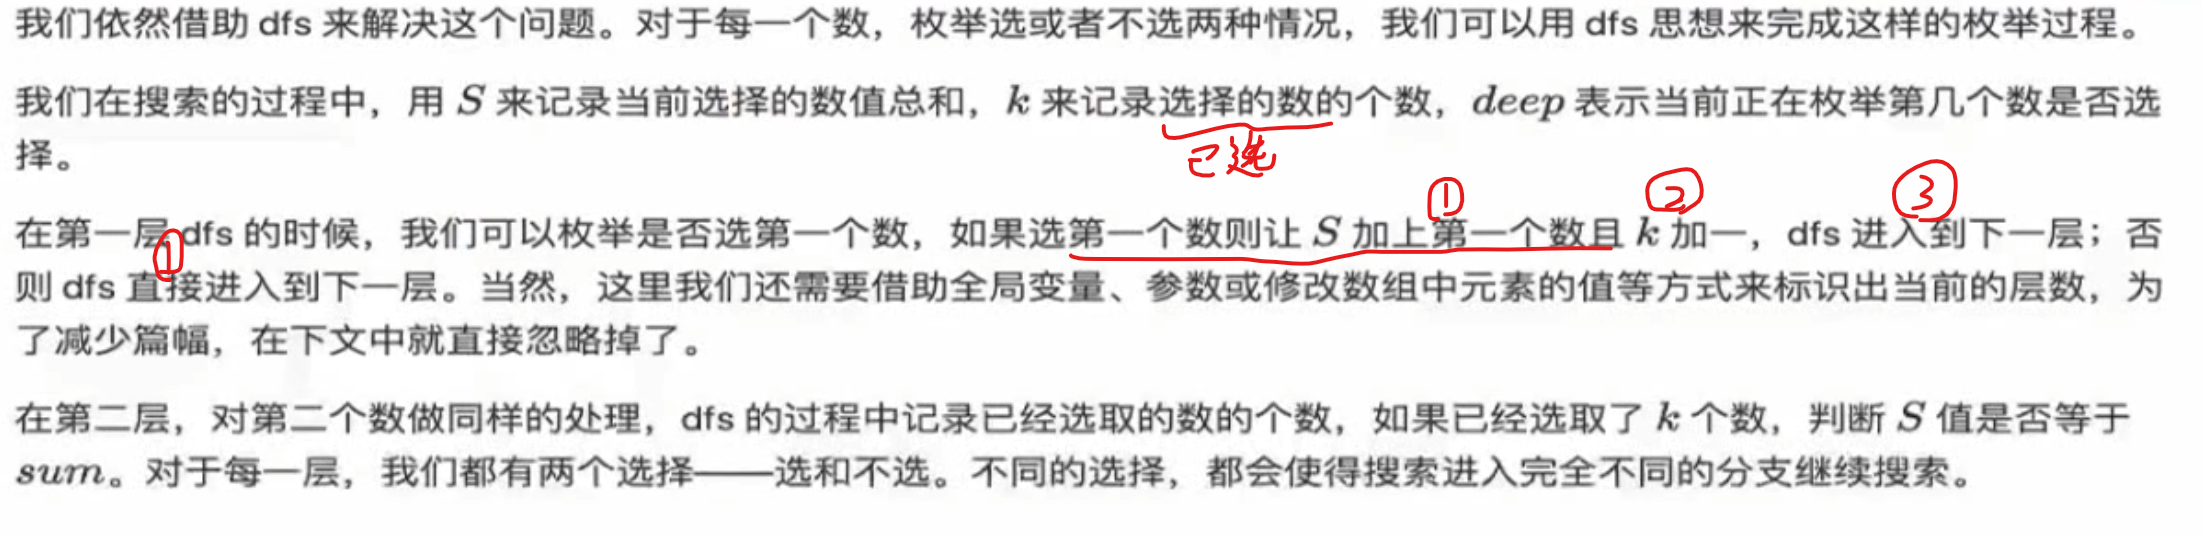 我们依然借助 dfs 来解决这个问题。对于每一个数，枚举选或者不选两种情况，我们可以用 dfs 思想来完成这样的枚举过程。
我们在搜索的过程中，用 S 来记录当前选择的数值总和，k 来记录选择的数的个数，deep 表示当前正在枚举第几个数是否选
择。
已选
① ② ③
在第一层 dfs 的时候，我们可以枚举是否选第一个数，如果选第一个数则让 S 加上第一个数且 k 加一，dfs 进入到下一层；否
①
则 dfs 直接进入到下一层。当然，这里我们还需要借助全局变量、参数或修改数组中元素的值等方式来标识出当前的层数，为
了减少篇幅，在下文中就直接忽略掉了。
在第二层，对第二个数做同样的处理，dfs 的过程中记录已经选取的数的个数，如果已经选取了 k 个数，判断 S 值是否等于
sum。对于每一层，我们都有两个选择——选和不选。不同的选择，都会使得搜索进入完全不同的分支继续搜索。